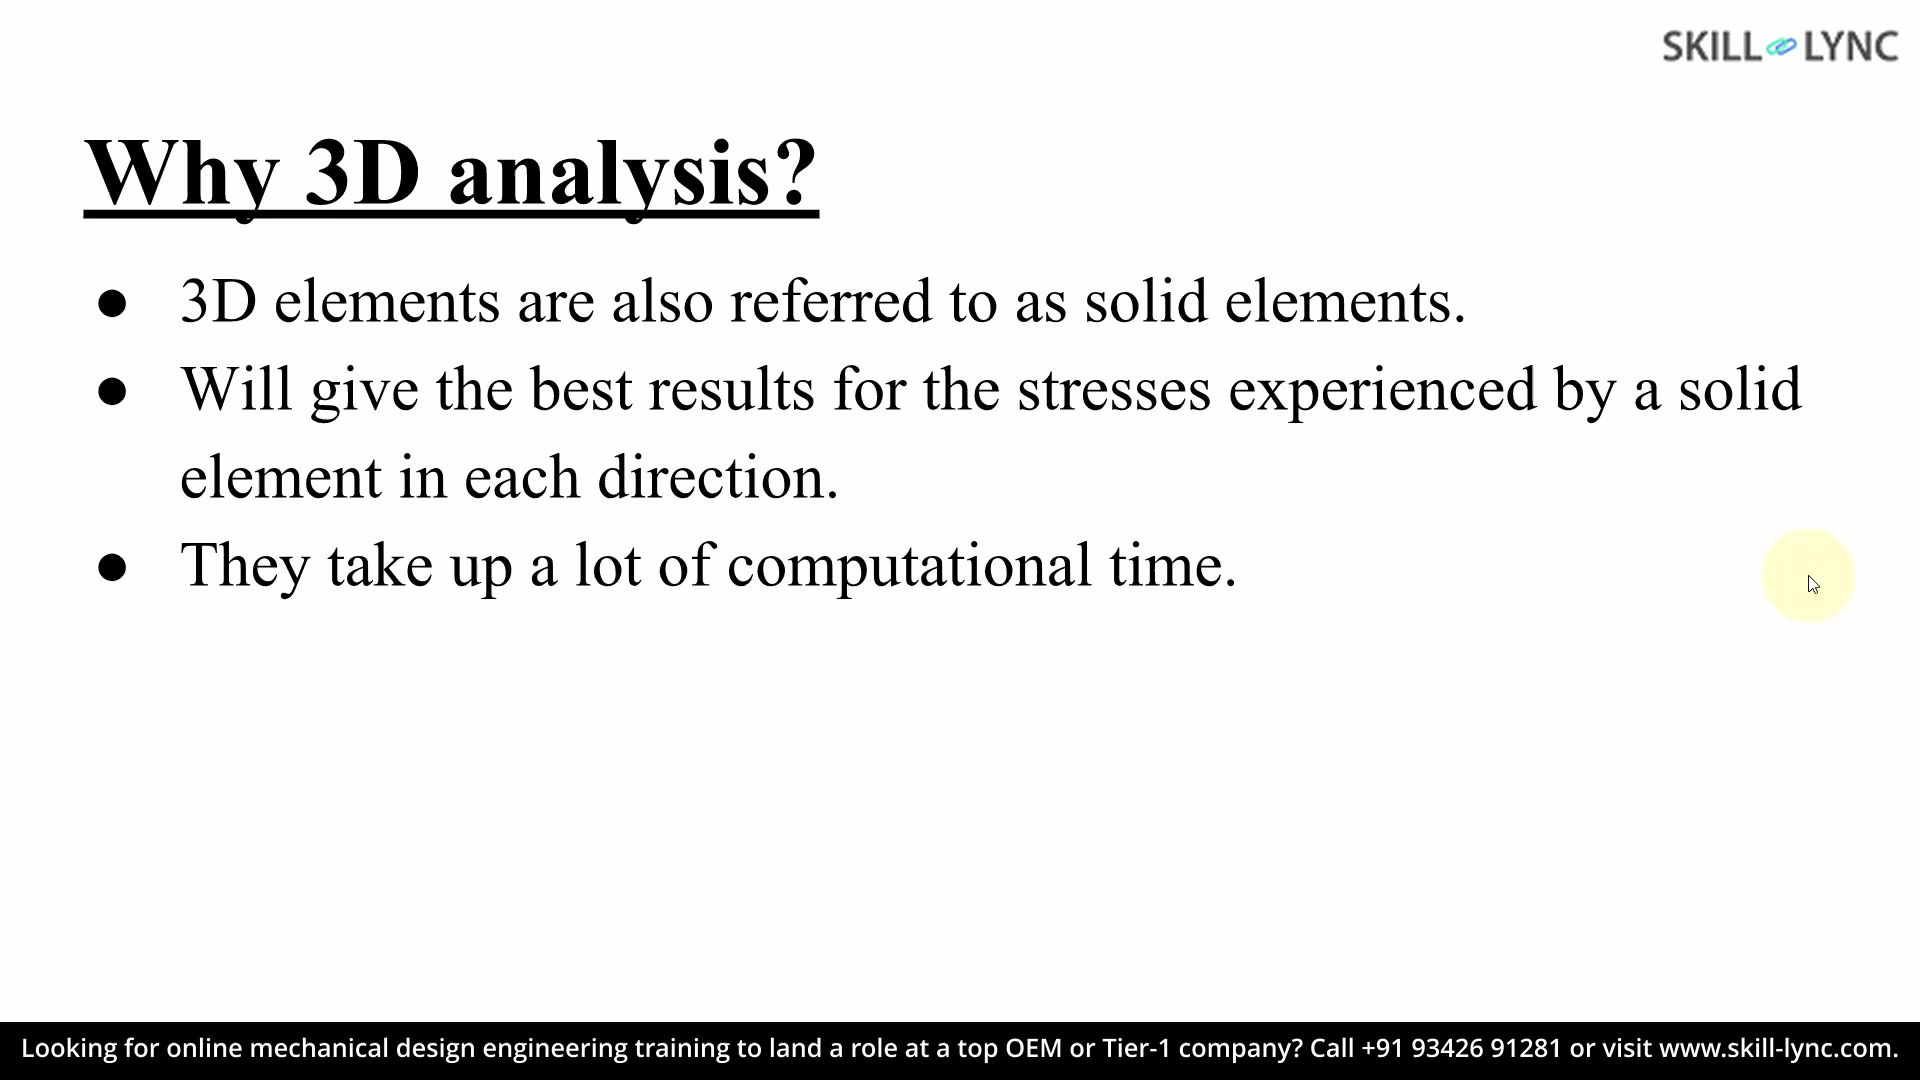 SKILL LYNC
Why 3D analysis?
● 3D elements are also referred to as solid elements.
● Will give the best results for the stresses experienced by a solid
element in each direction.
● They take up a lot of computational time.
Looking for online mechanical design engineering training to land a role at a top OEM or Tier-1 company? Call +91 93426 91281 or visit www.skill-lync.com.